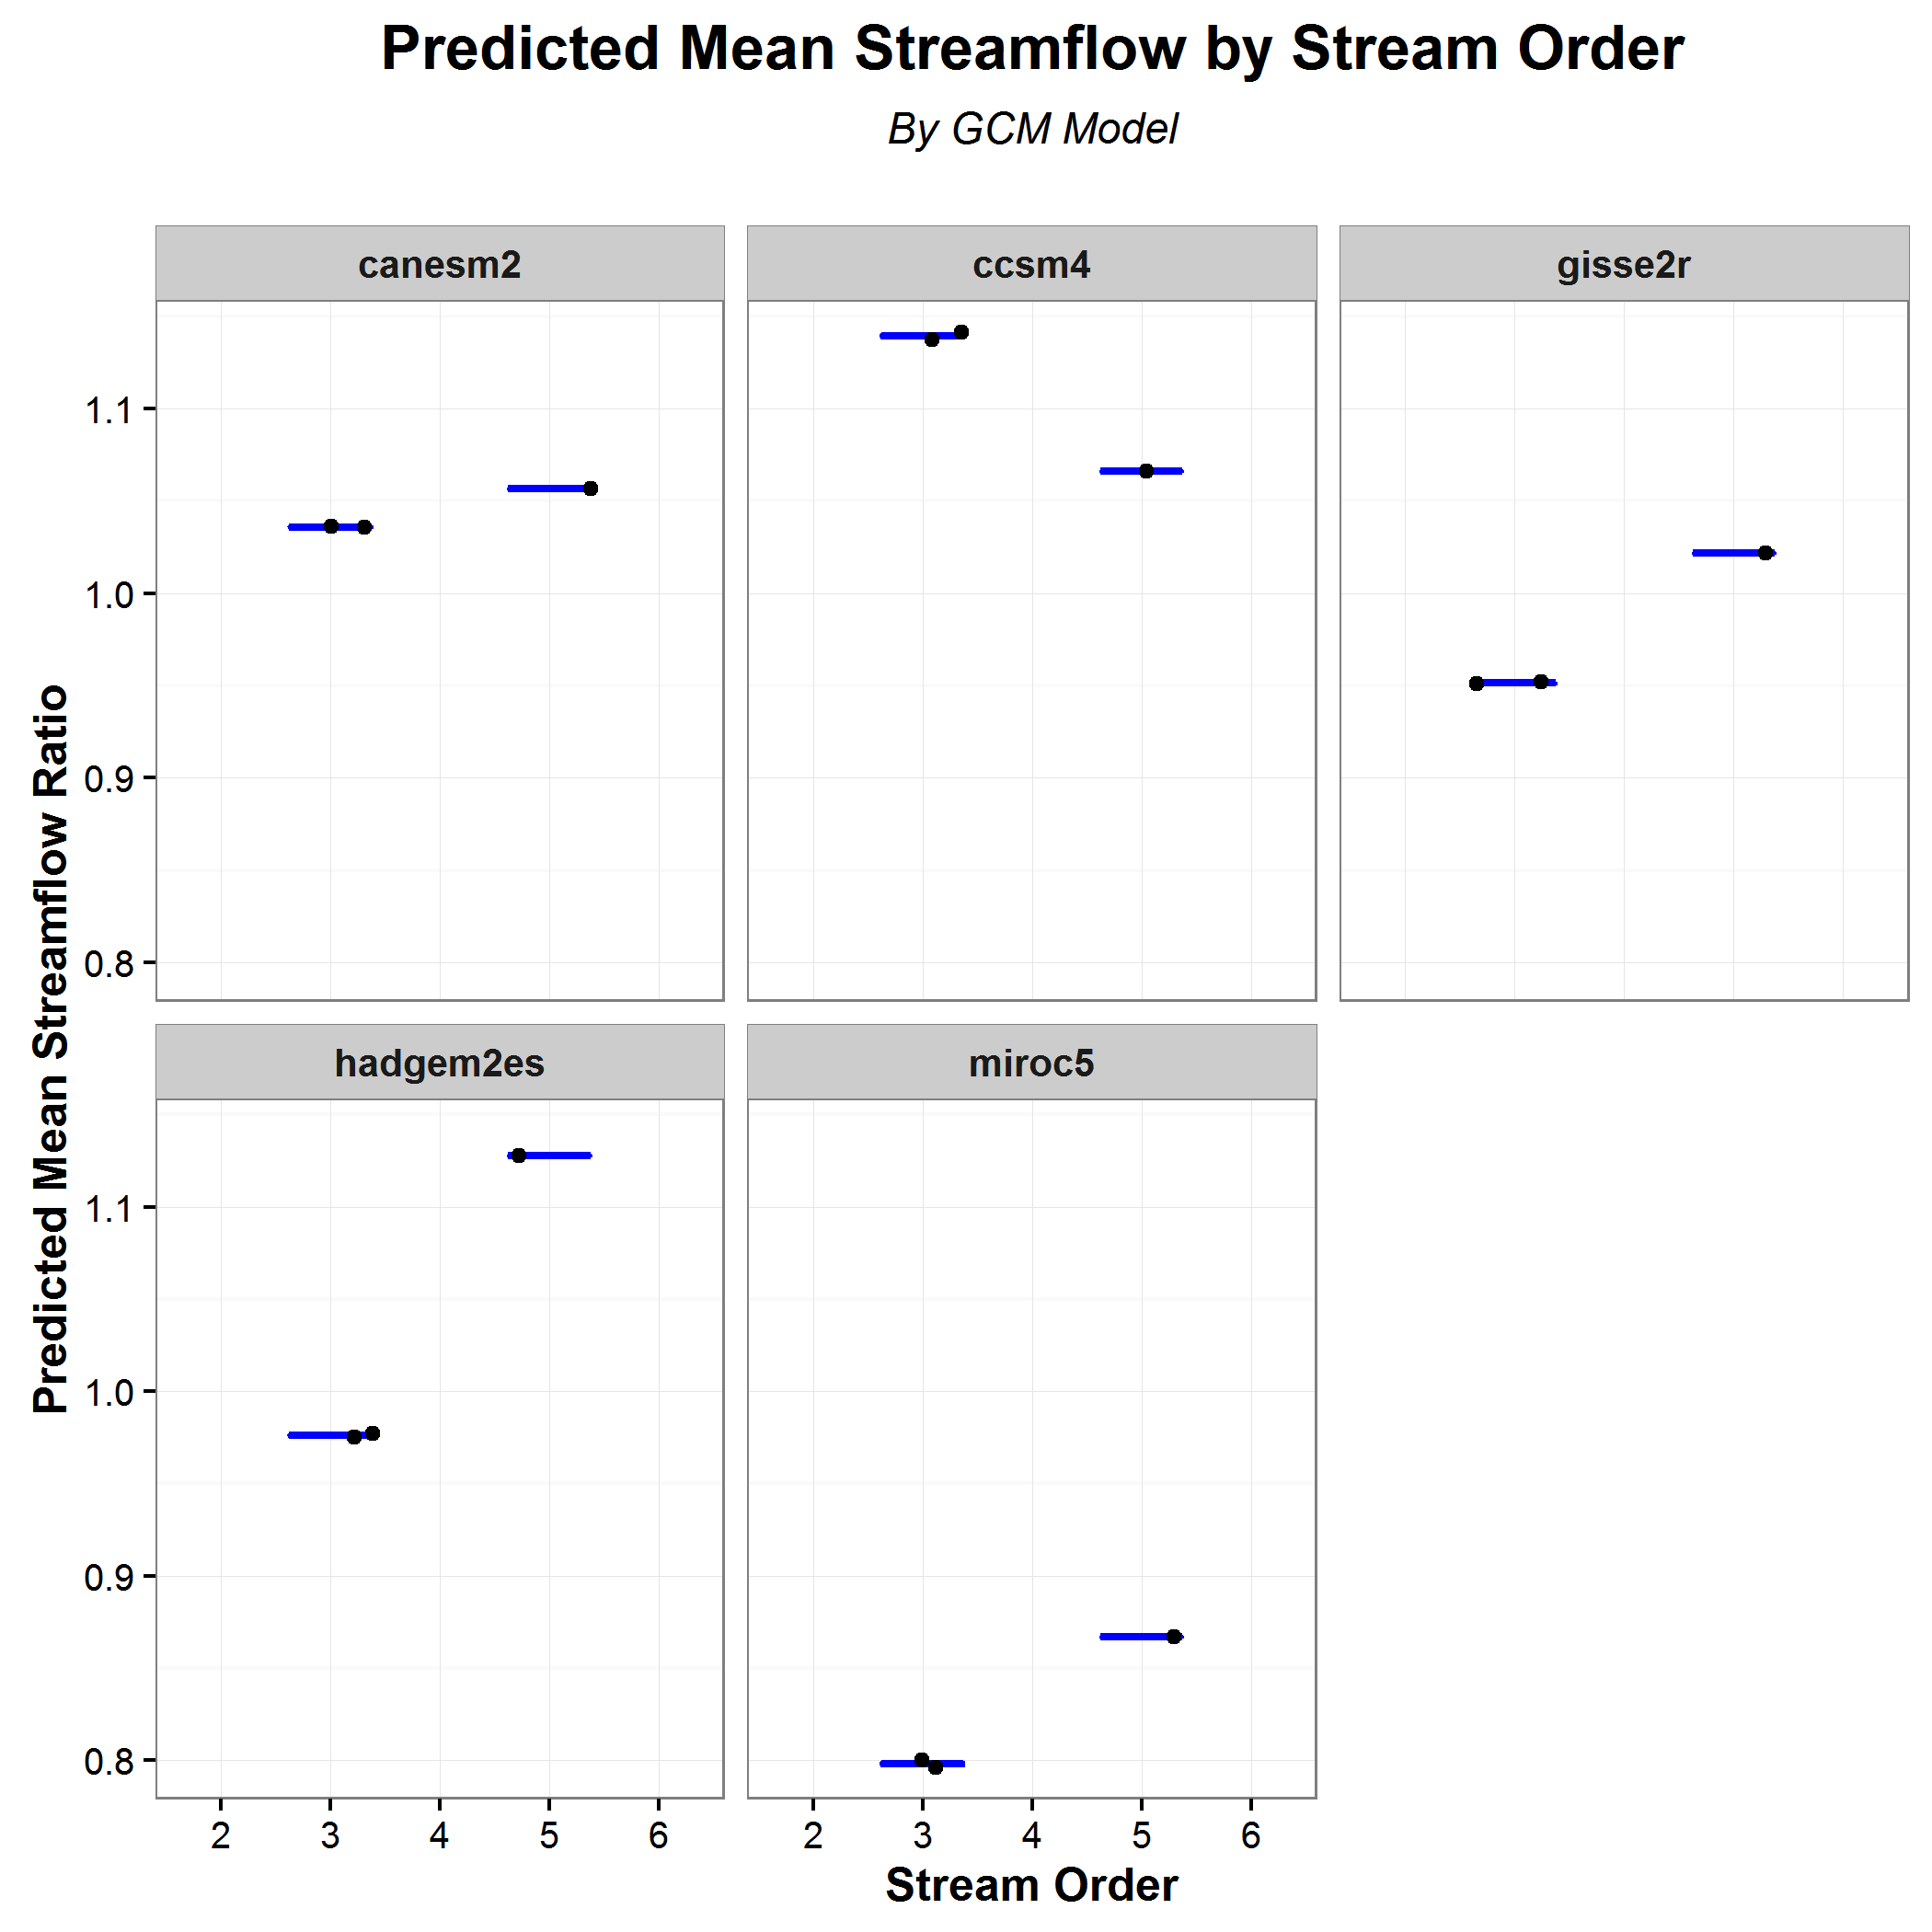 Predicted Mean Streamflow by Stream Order
By GCM Model
canesm2
ccsm4
gisse2r
1.1
1.0
0.9
0.8
Predicted Mean Streamflow Ratio
hadgem2es
miroc5
1.1
1.0
0.9
0.8
2 3 4 5 6
2 3 4 5 6
Stream Order